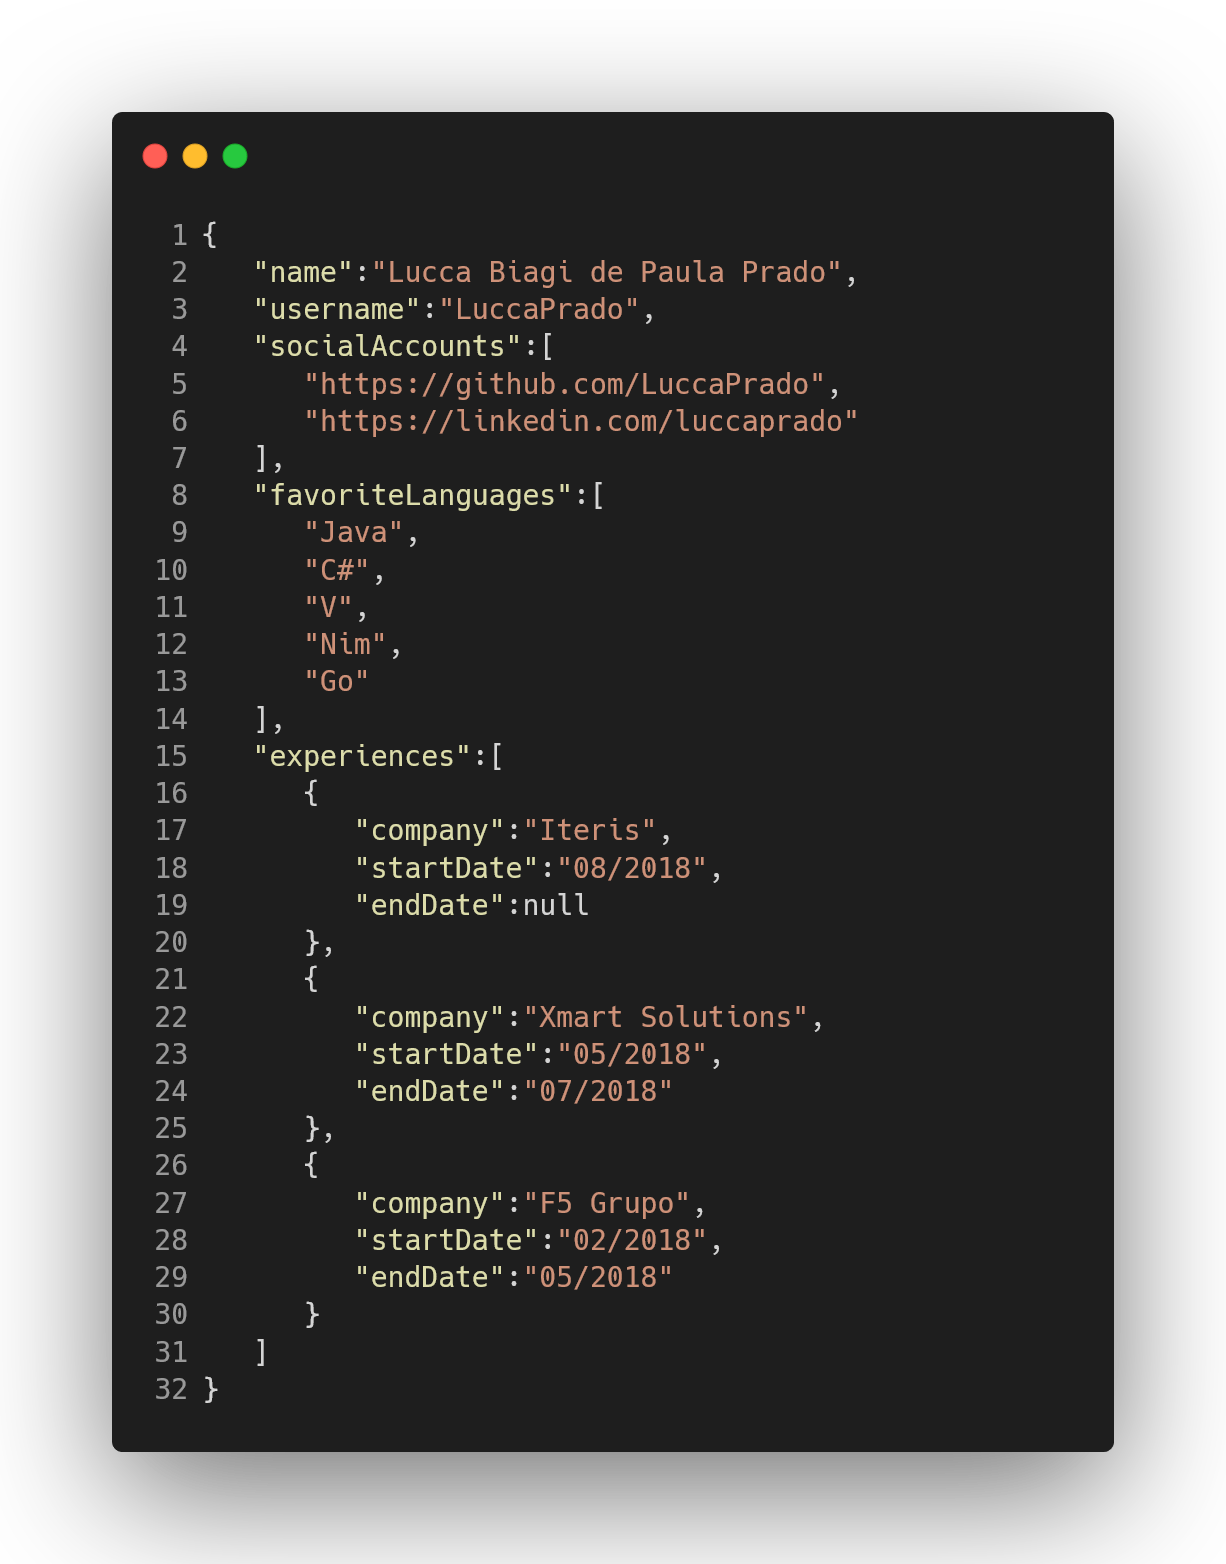 1 {
2    "name":"Lucca Biagi de Paula Prado",
3    "username":"LuccaPrado",
4    "socialAccounts":[
5       "https://github.com/LuccaPrado",
6       "https://linkedin.com/luccaprado"
7    ],
8    "favoriteLanguages":[
9       "Java",
10       "C#",
11       "V",
12       "Nim",
13       "Go"
14    ],
15    "experiences":[
16       {
17          "company":"Iteris",
18          "startDate":"08/2018",
19          "endDate":null
20       },
21       {
22          "company":"Xmart Solutions",
23          "startDate":"05/2018",
24          "endDate":"07/2018"
25       },
26       {
27          "company":"F5 Grupo",
28          "startDate":"02/2018",
29          "endDate":"05/2018"
30       }
31    ]
32 }